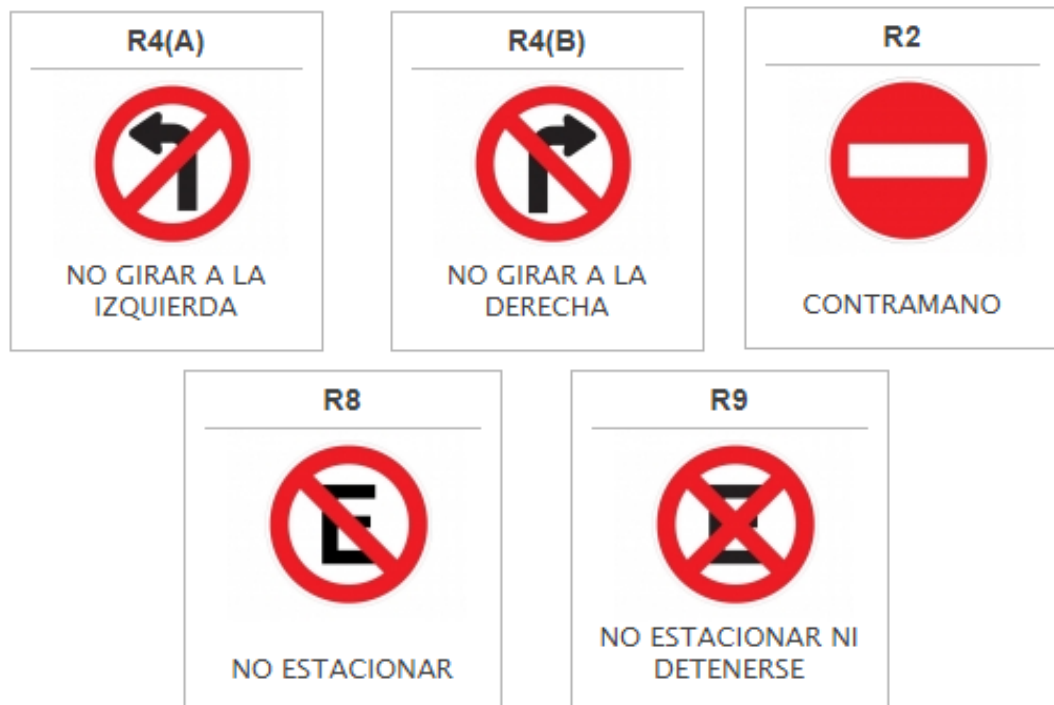 R4(A)
NO GIRAR A LA
IZQUIERDA
R4(B)
NO GIRAR A LA
DERECHA
R2
CONTRAMANO
R8
E
NO ESTACIONAR
R9
E
NO ESTACIONAR NI
DETENERSE